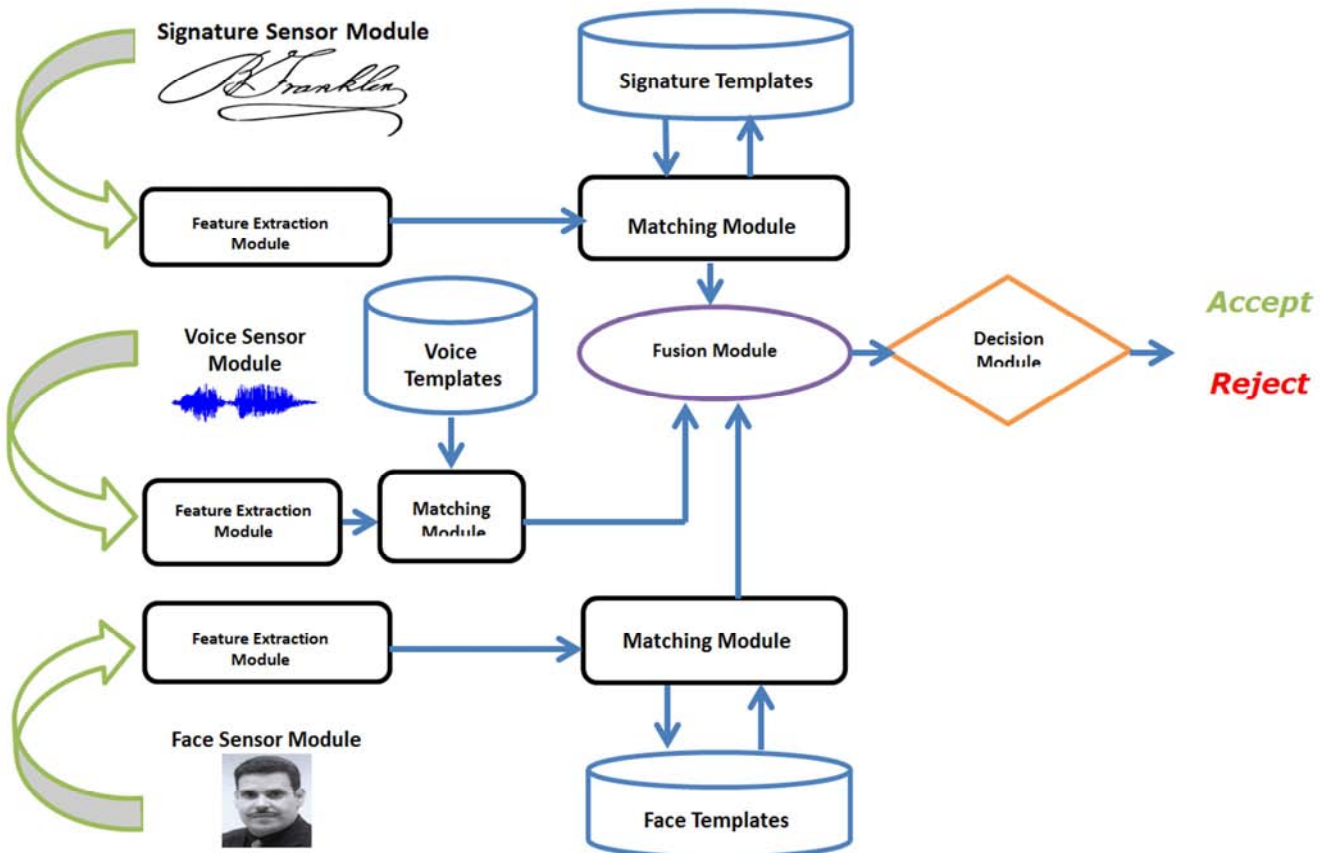 Signature Sensor Module
B Franklin
Signature Templates
Feature Extraction
Module
Matching Module
Voice Sensor
Module
Voice
Templates
Fusion Module
Decision
Module
Accept
Reject
Feature Extraction
Module
Matching
Module
Feature Extraction
Module
Matching Module
Face Sensor Module
Face Templates